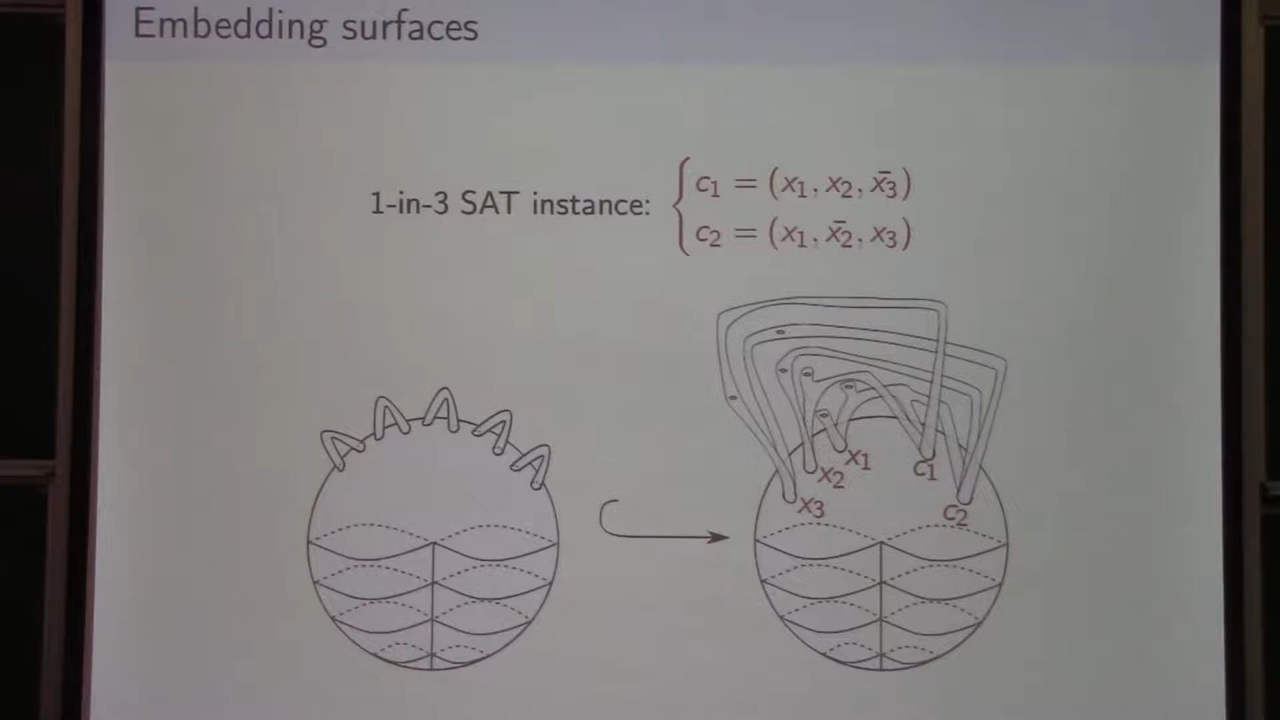 Embedding surfaces
1-in-3 SAT instance:
c₁ = (x₁, x₂, x̄₃)
c₂ = (x₁, x̄₂, x₃)
x₁
x₂
x₃
c₁
c₂